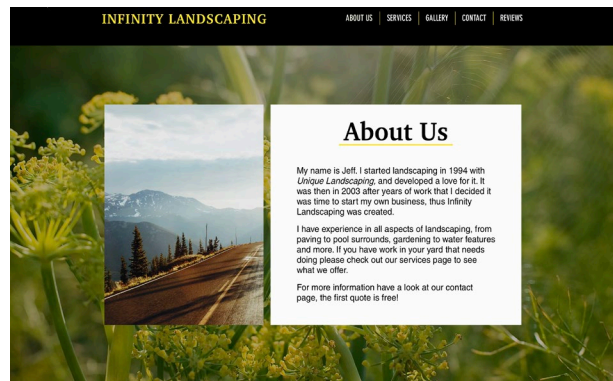 INFINITY LANDSCAPING
ABOUT US SERVICES GALLERY CONTACT REVIEWS
About Us
My name is Jeff. I started landscaping in 1994 with
Unique Landscaping, and developed a love for it. It
was then in 2003 after years of work that I decided it
was time to start my own business, thus Infinity
Landscaping was created.
I have experience in all aspects of landscaping, from
paving to pool surrounds, gardening to water features
and more. If you have work in your yard that needs
doing please check out our services page to see
what we offer.
For more information have a look at our contact
page, the first quote is free!